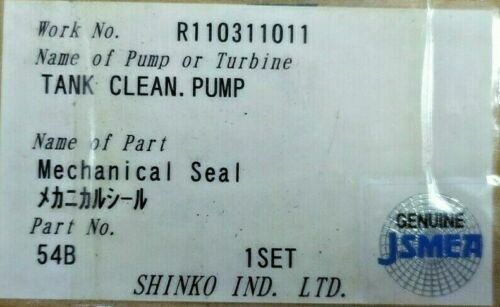 Work No. R110311011
Name of Pump or Turbine
TANK CLEAN. PUMP
Name of Part
Mechanical Seal
メカニカルシール
Part No.
54B 1SET
SHINKO IND. LTD.
GENUINE
JSMEA